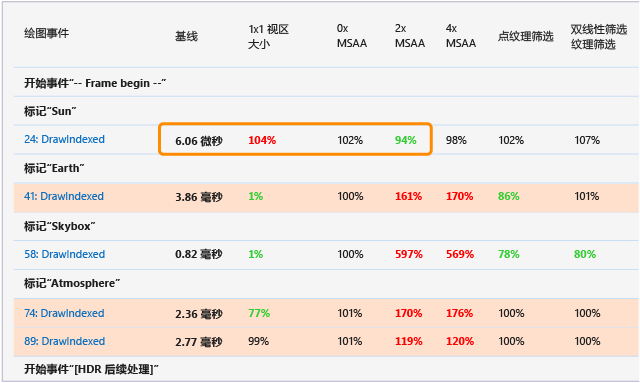 绘图事件 基线 1x1 视区大小 0x MSAA 2x MSAA 4x MSAA 点纹理筛选 双线性筛选纹理筛选
开始事件“-- Frame begin --”
标记“Sun”
24: DrawIndexed 6.06 微秒 104% 102% 94% 98% 102% 107%
标记“Earth”
41: DrawIndexed 3.86 毫秒 1% 100% 161% 170% 86% 101%
标记“Skybox”
58: DrawIndexed 0.82 毫秒 1% 100% 597% 569% 78% 80%
标记“Atmosphere”
74: DrawIndexed 2.36 毫秒 77% 101% 170% 176% 100% 100%
89: DrawIndexed 2.77 毫秒 99% 101% 119% 120% 100% 100%
开始事件“[HDR 后续处理]”